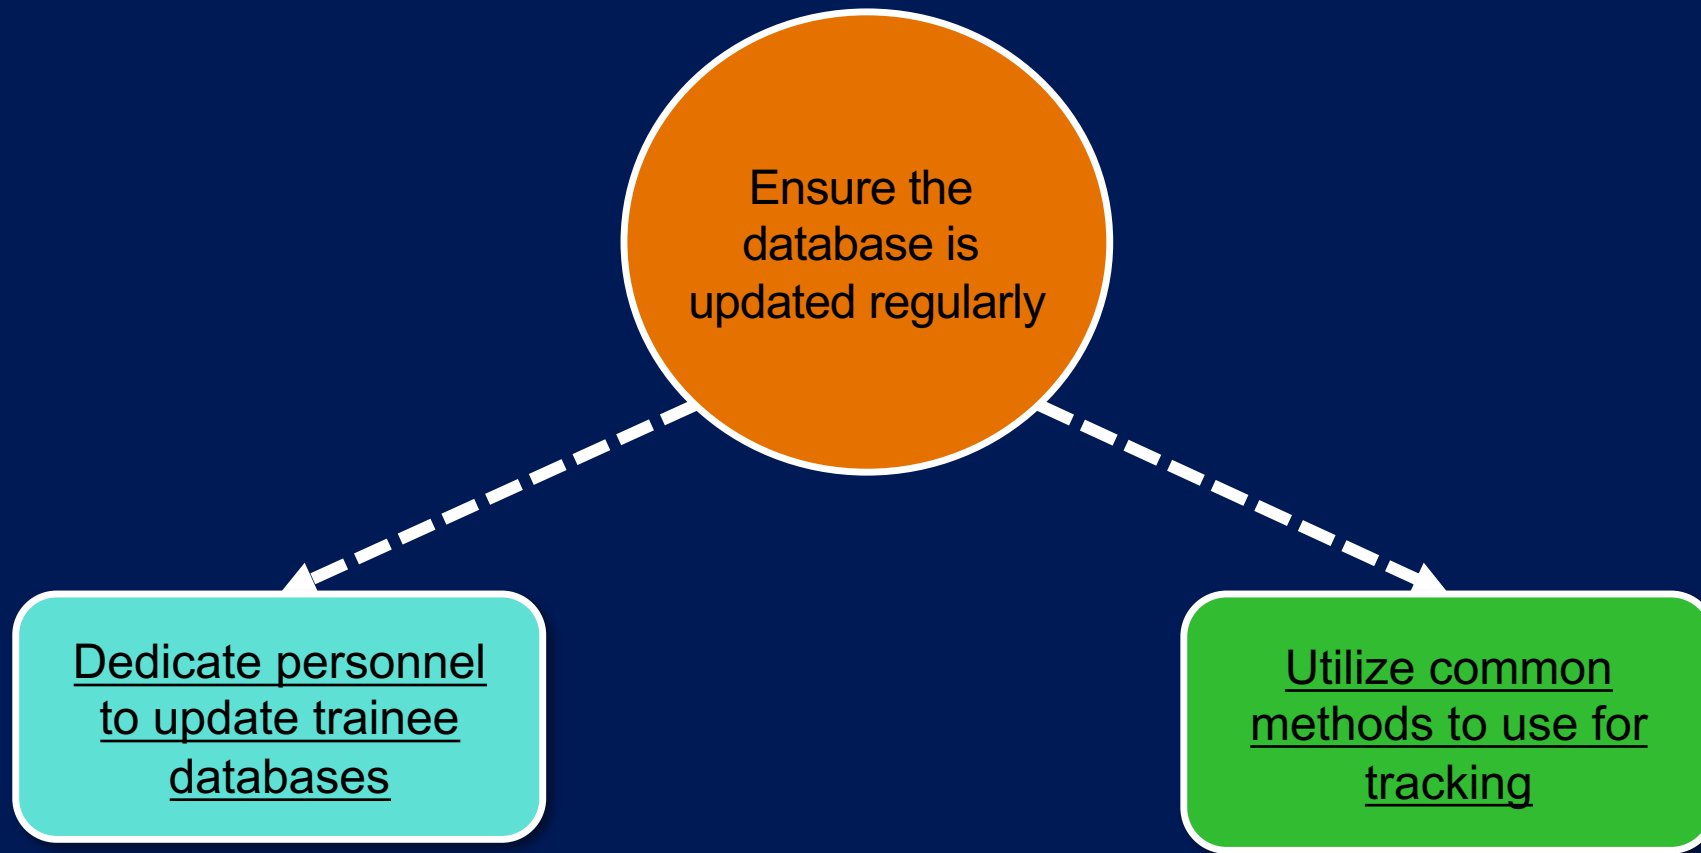 Ensure the
database is
updated regularly
Dedicate personnel
to update trainee
databases
Utilize common
methods to use for
tracking